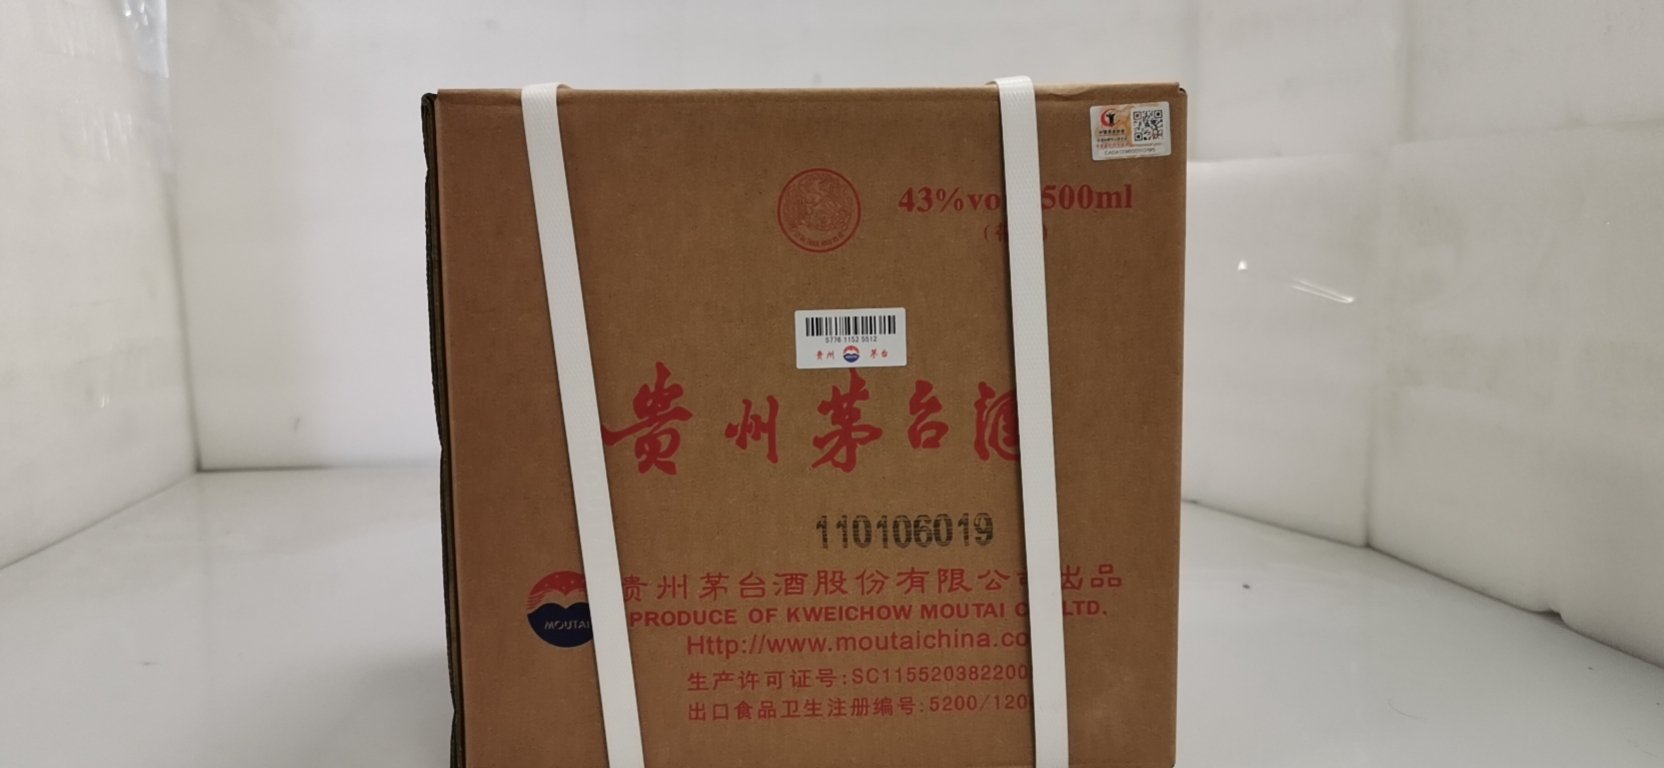 43%vo 500ml
5776 1152 5512
贵州 茅台
贵州茅台酒
110106019
贵州茅台酒股份有限公司出品
MOUTAI
PRODUCE OF KWEICHOW MOUTAI C LTD.
Http://www.moutaichina.co
生产许可证号:SC115520382200
出口食品卫生注册编号:5200/120